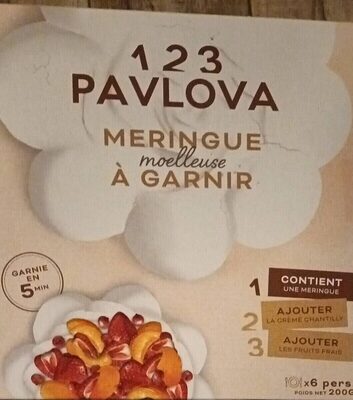 1 2 3
PAVLOVA
MERINGUE
moelleuse
À GARNIR
GARNIE EN
5 MIN
1 CONTIENT
UNE MERINGUE
2 AJOUTER
LA CRÈME CHANTILLY
3 AJOUTER
LES FRUITS FRAIS
x6 pers
POIDS NET 200G